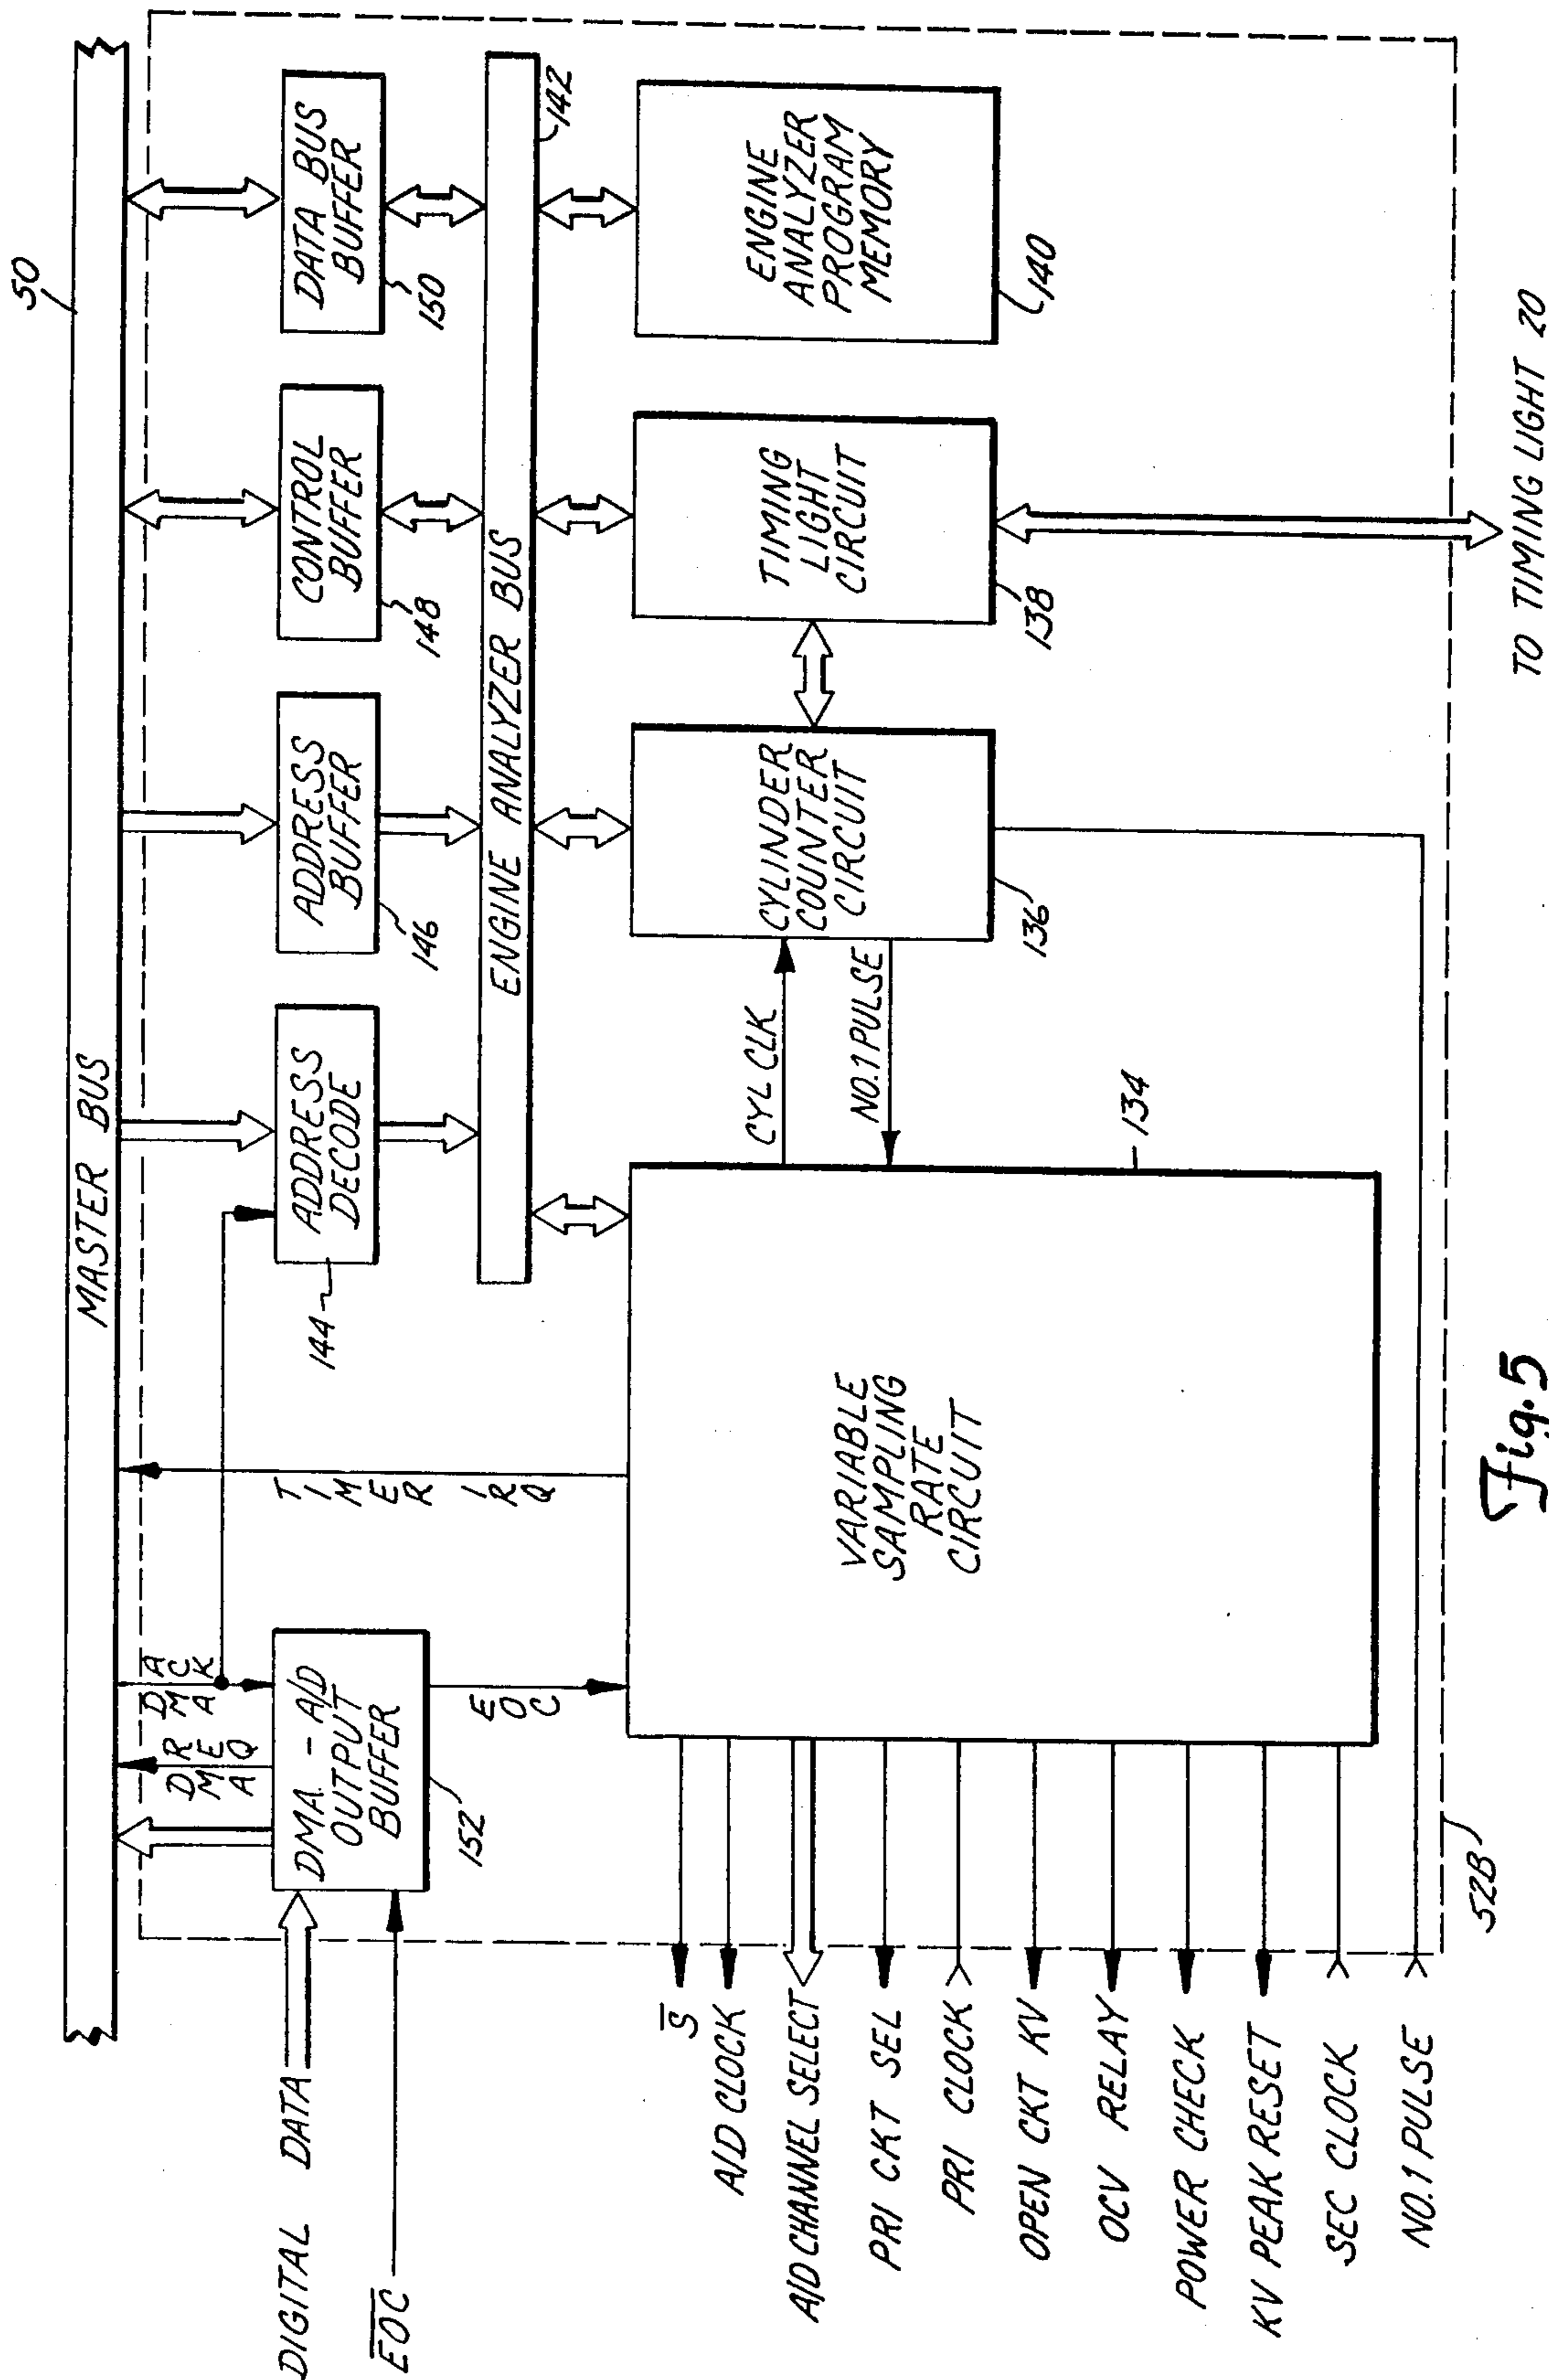 50
MASTER BUS
DMA
REQ
DMA
ACK
TIMER IRQ
DIGITAL DATA
EOC
DMA - A/D
OUTPUT
BUFFER
152
EOC
ADDRESS
DECODE
144
ADDRESS
BUFFER
146
CONTROL
BUFFER
148
DATA BUS
BUFFER
150
ENGINE ANALYZER BUS
142
VARIABLE
SAMPLING
RATE
CIRCUIT
134
CYL CLK
NO.1 PULSE
CYLINDER
COUNTER
CIRCUIT
136
TIMING
LIGHT
CIRCUIT
138
ENGINE
ANALYZER
PROGRAM
MEMORY
140
S
A/D CLOCK
A/D CHANNEL SELECT
PRI CKT SEL
PRI CLOCK
OPEN CKT KV
OCV RELAY
POWER CHECK
KV PEAK RESET
SEC CLOCK
NO.1 PULSE
52B
TO TIMING LIGHT 20
Fig. 5